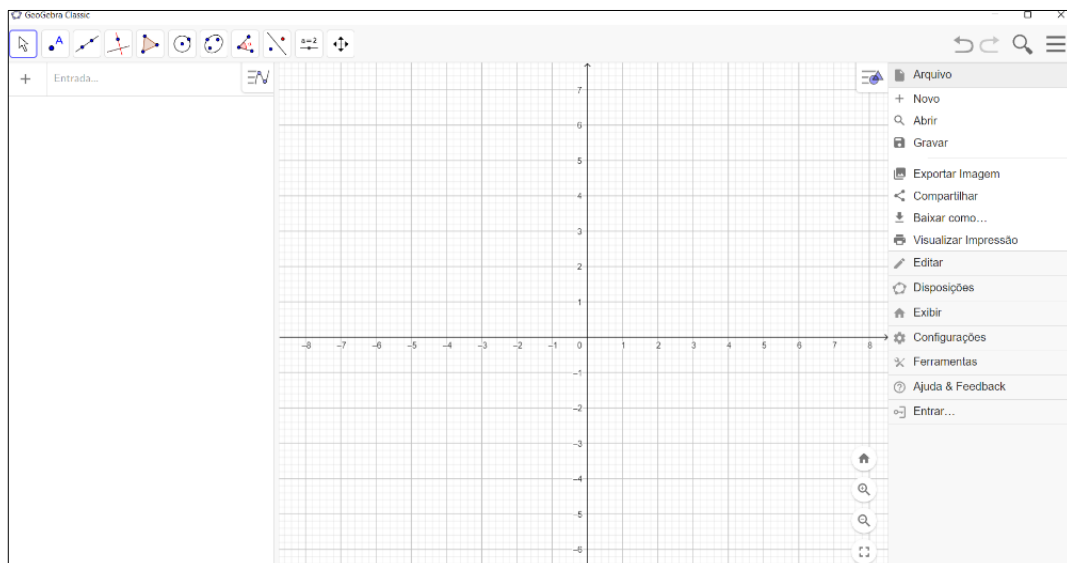 GeoGebra Classic
A
a=2
Entrada...
Arquivo
Novo
Abrir
Gravar
Exportar Imagem
Compartilhar
Baixar como...
Visualizar Impressão
Editar
Disposições
Exibir
Configurações
Ferramentas
Ajuda & Feedback
Entrar...
7
6
5
4
3
2
1
–8 –7 –6 –5 –4 –3 –2 –1 0 1 2 3 4 5 6 7 8
–1
–2
–3
–4
–5
–6